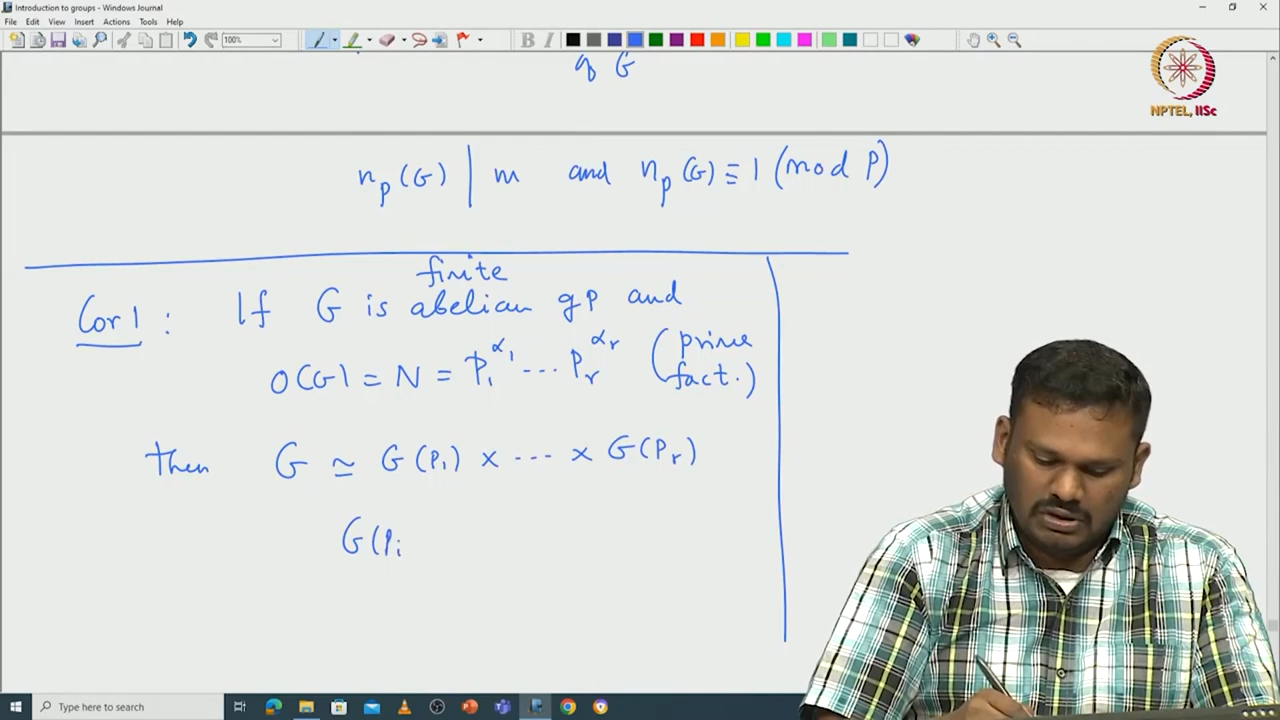 Introduction to groups - Windows Journal
File Edit View Insert Actions Tools Help
100%
B I
NPTEL, IISc
of G
n_p(G) | m and n_p(G) ≡ 1 (mod p)
finite
Cor 1 : If G is abelian gp and
O(G) = N = p_1^{α_1} ... p_r^{α_r} (prime fact.)
then G ≃ G(p_1) × ... × G(p_r)
G(p_i
Type here to search